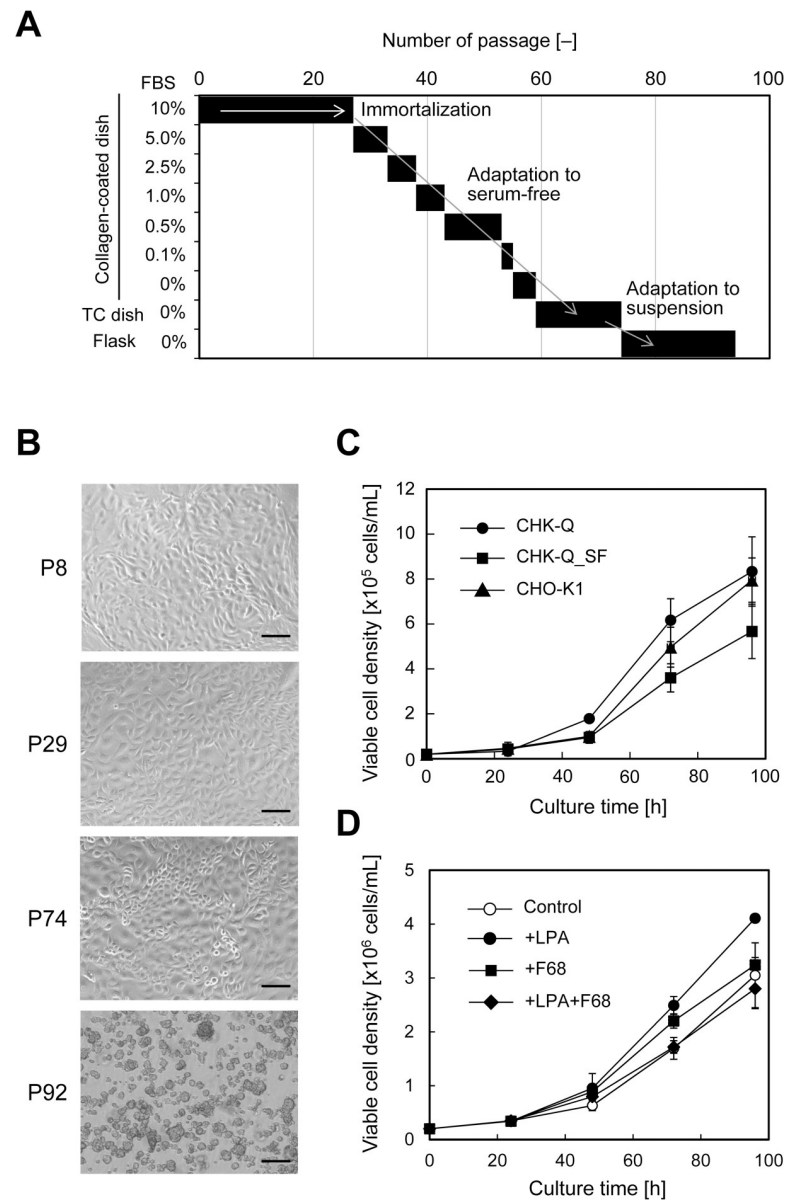 A
Number of passage [–]
FBS
0 20 40 60 80 100
Collagen-coated dish
10%
Immortalization
5.0%
2.5%
Adaptation to
serum-free
1.0%
0.5%
0.1%
0%
Adaptation to
suspension
TC dish 0%
Flask 0%
B
P8
P29
P74
P92
C
Viable cell density [x10⁵ cells/mL]
12
10
8
6
4
2
0
CHK-Q
CHK-Q_SF
CHO-K1
0 20 40 60 80 100
Culture time [h]
D
Viable cell density [x10⁶ cells/mL]
5
4
3
2
1
0
Control
+LPA
+F68
+LPA+F68
0 20 40 60 80 100
Culture time [h]